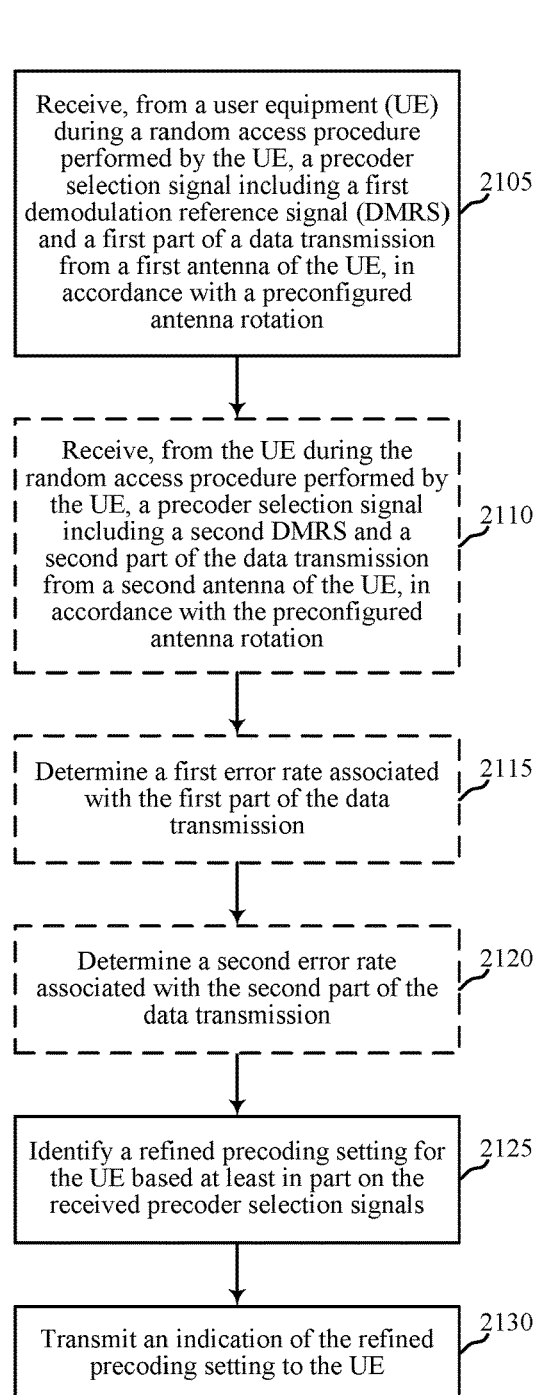 Receive, from a user equipment (UE)
during a random access procedure
performed by the UE, a precoder
selection signal including a first
demodulation reference signal (DMRS)
and a first part of a data transmission
from a first antenna of the UE, in
accordance with a preconfigured
antenna rotation
2105
Receive, from the UE during the
random access procedure performed by
the UE, a precoder selection signal
including a second DMRS and a
second part of the data transmission
from a second antenna of the UE, in
accordance with the preconfigured
antenna rotation
2110
Determine a first error rate associated
with the first part of the data
transmission
2115
Determine a second error rate
associated with the second part of the
data transmission
2120
Identify a refined precoding setting for
the UE based at least in part on the
received precoder selection signals
2125
Transmit an indication of the refined
precoding setting to the UE
2130